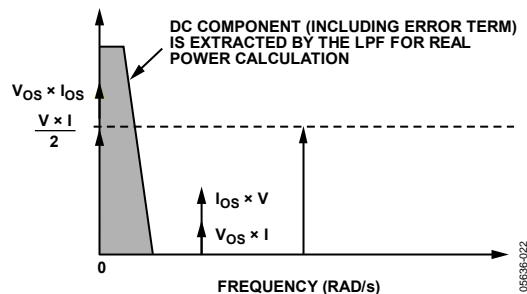 DC COMPONENT (INCLUDING ERROR TERM)
IS EXTRACTED BY THE LPF FOR REAL
POWER CALCULATION
VOS × IOS
V × I
2
IOS × V
VOS × I
0
FREQUENCY (RAD/s)
05636-022